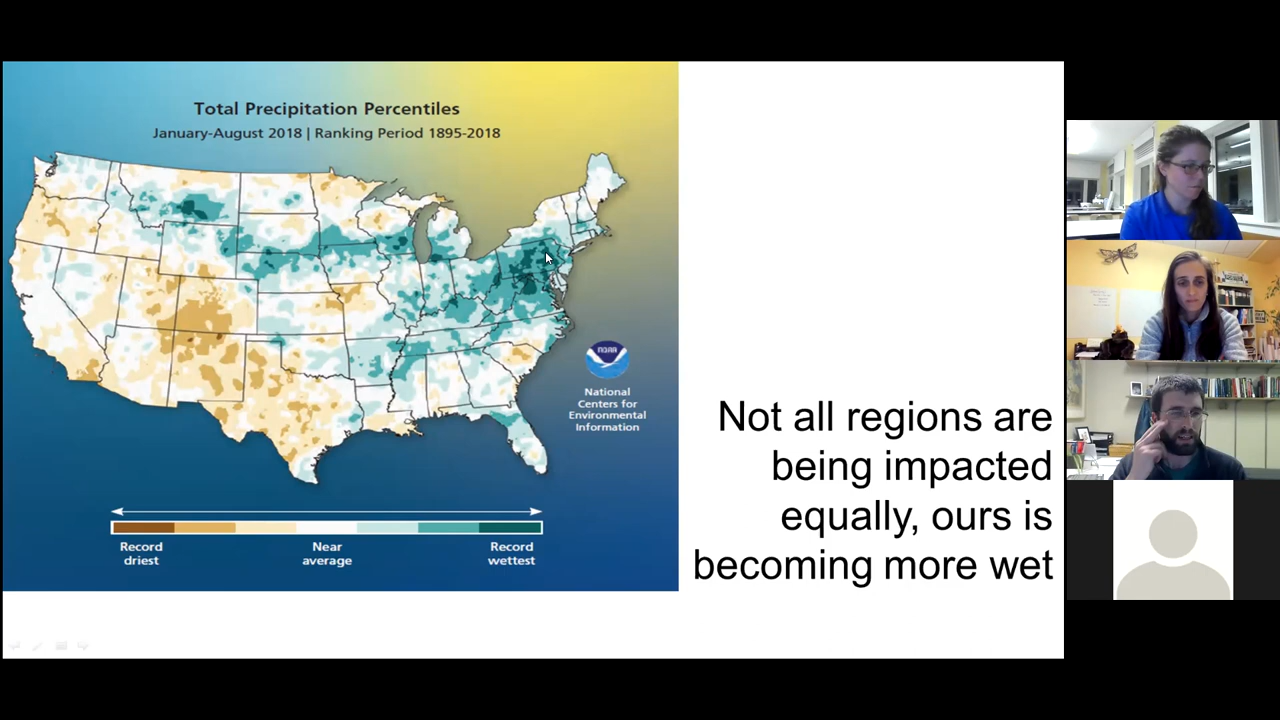 Total Precipitation Percentiles
January-August 2018 | Ranking Period 1895-2018
NOAA
National
Centers for
Environmental
Information
Record
driest
Near
average
Record
wettest
Not all regions are
being impacted
equally, ours is
becoming more wet